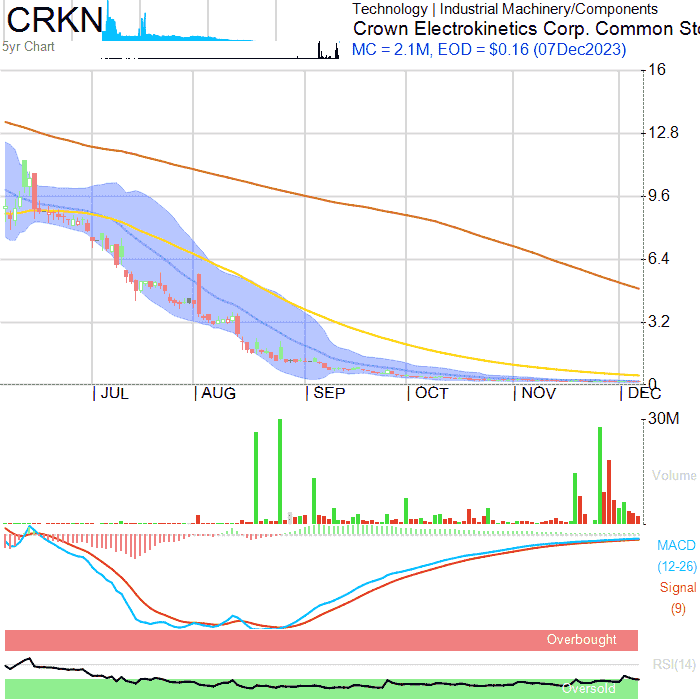 CRKN
Technology | Industrial Machinery/Components
Crown Electrokinetics Corp. Common Sto
5yr Chart
MC = 2.1M, EOD = $0.16 (07Dec2023)
16
12.8
9.6
6.4
3.2
0
JUL AUG SEP OCT NOV DEC
30M
Volume
MACD
(12-26)
Signal
(9)
Overbought
RSI(14)
Oversold